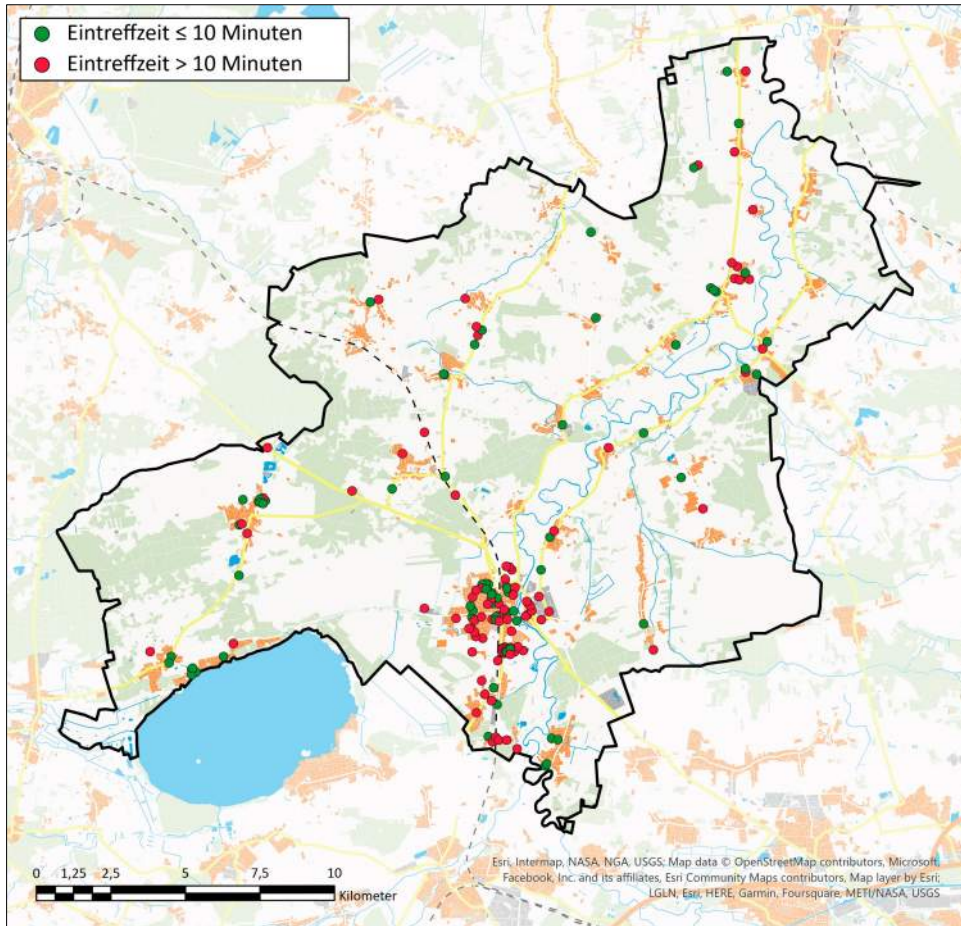 Eintreffzeit ≤ 10 Minuten
Eintreffzeit > 10 Minuten
0 1,25 2,5 5 7,5 10
Kilometer
Esri, Intermap, NASA, NGA, USGS; Map data © OpenStreetMap contributors, Microsoft,
Facebook, Inc. and its affiliates, Esri Community Maps contributors, Map layer by Esri;
LGLN, Esri, HERE, Garmin, Foursquare, METI/NASA, USGS